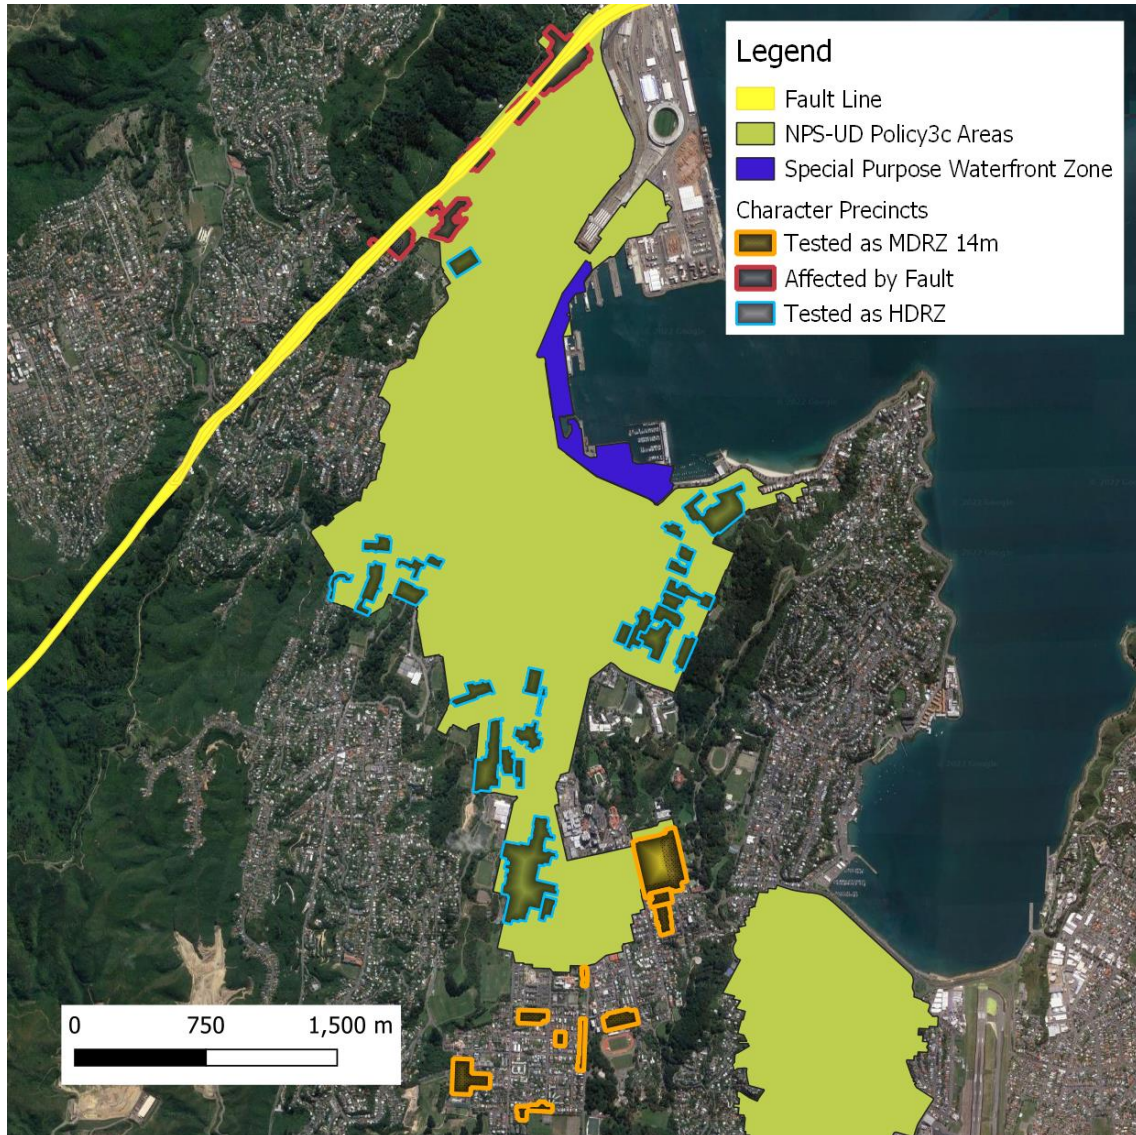 Legend
Fault Line
NPS-UD Policy3c Areas
Special Purpose Waterfront Zone
Character Precincts
Tested as MDRZ 14m
Affected by Fault
Tested as HDRZ
0 750 1,500 m